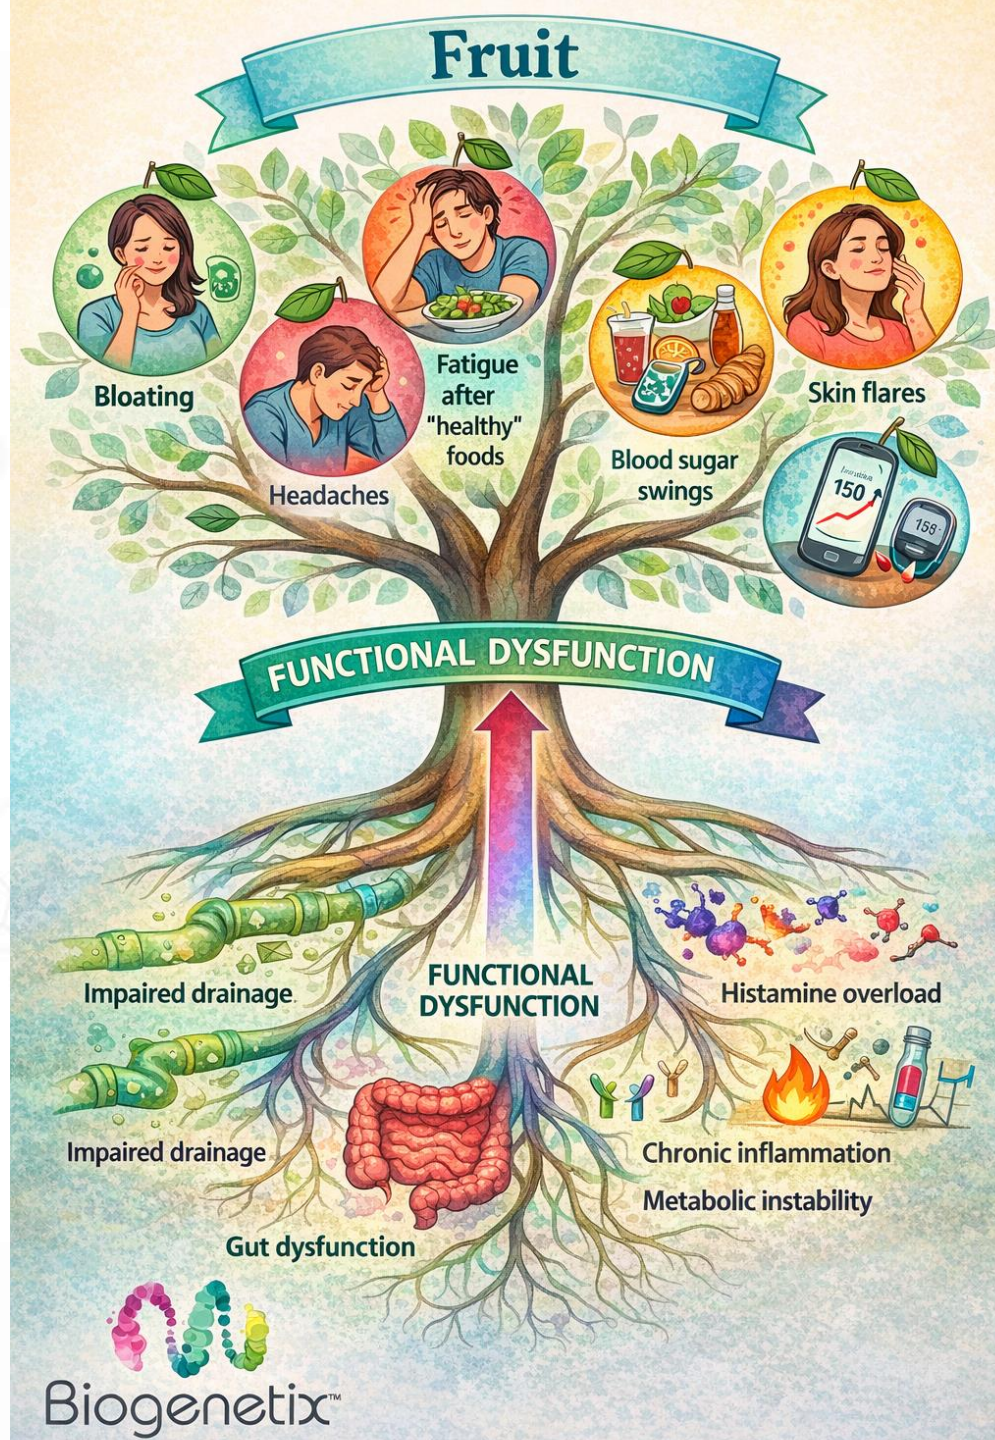 Fruit
Bloating
Headaches
Fatigue
after
"healthy"
foods
Blood sugar
swings
Skin flares
150
158
FUNCTIONAL DYSFUNCTION
Impaired drainage
FUNCTIONAL
DYSFUNCTION
Histamine overload
Impaired drainage
Chronic inflammation
Metabolic instability
Gut dysfunction
Biogenetix™